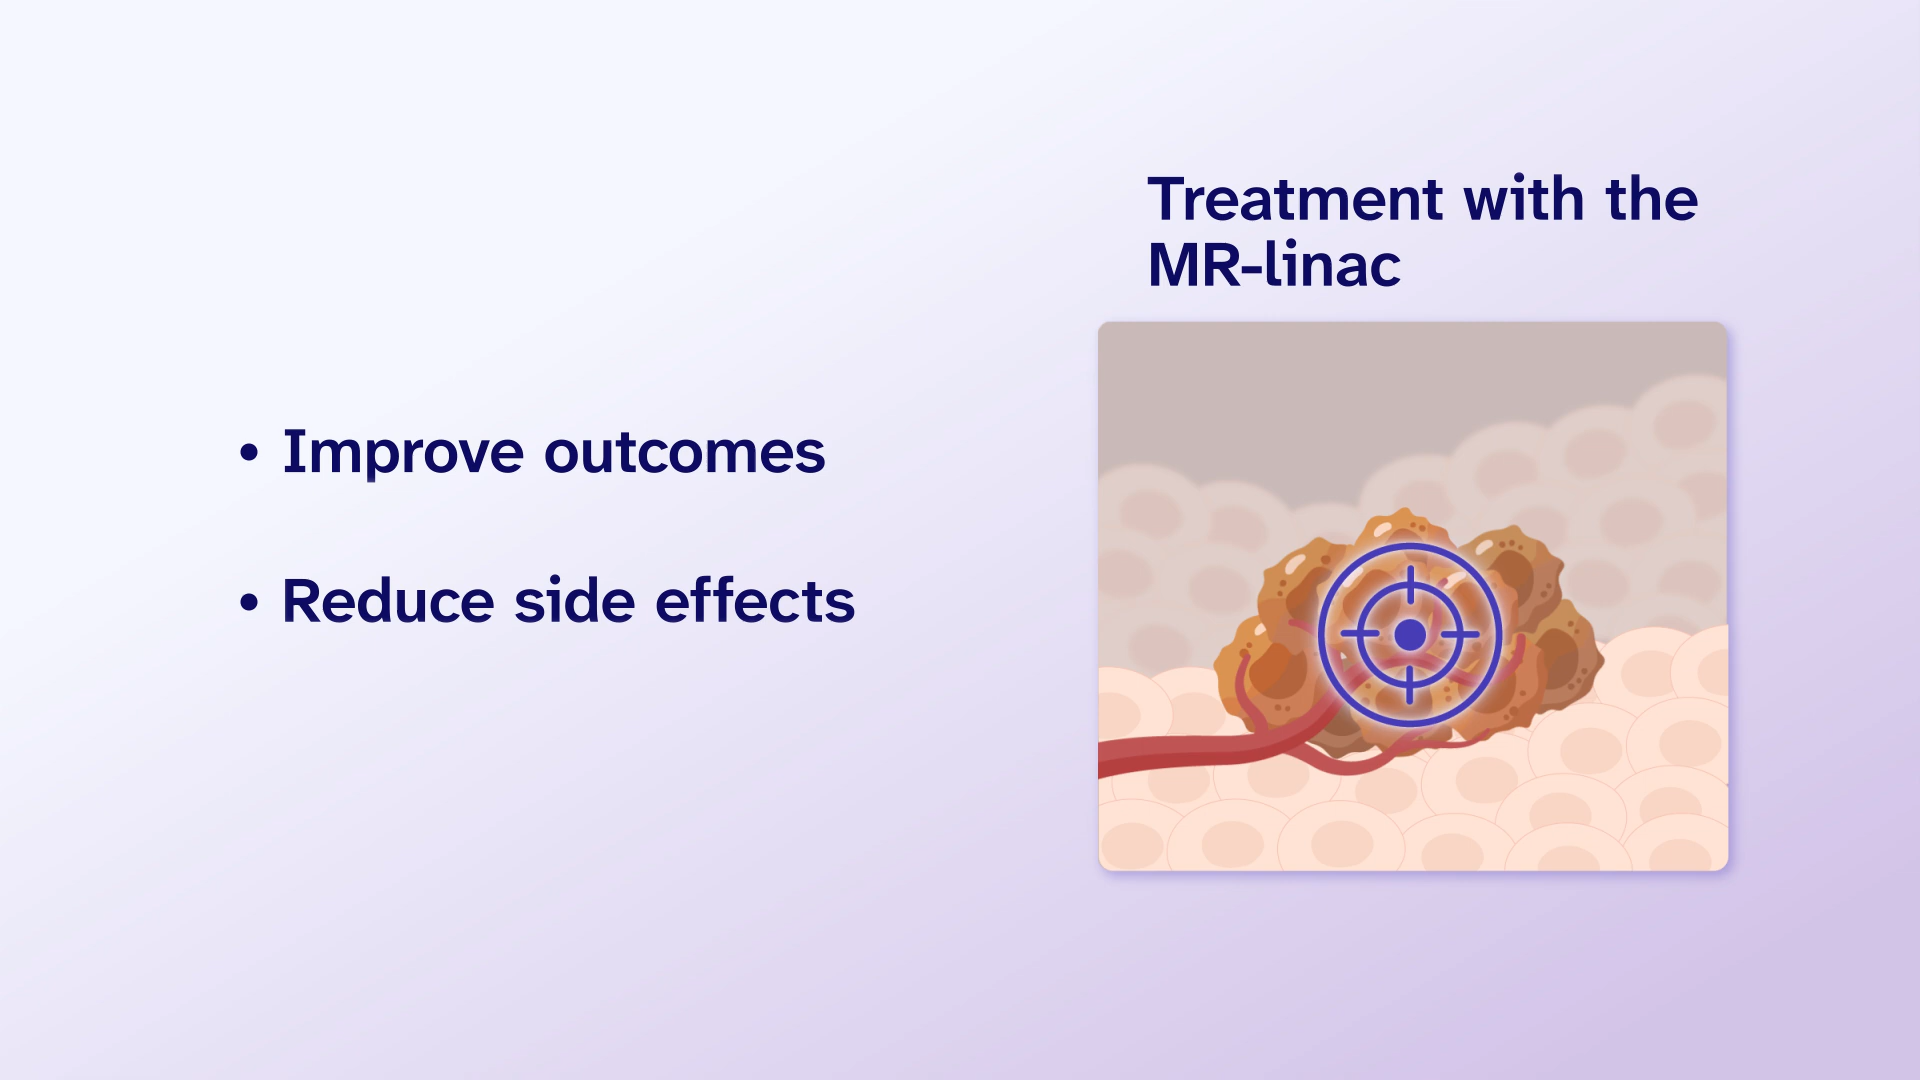 Treatment with the
MR-linac
• Improve outcomes
• Reduce side effects